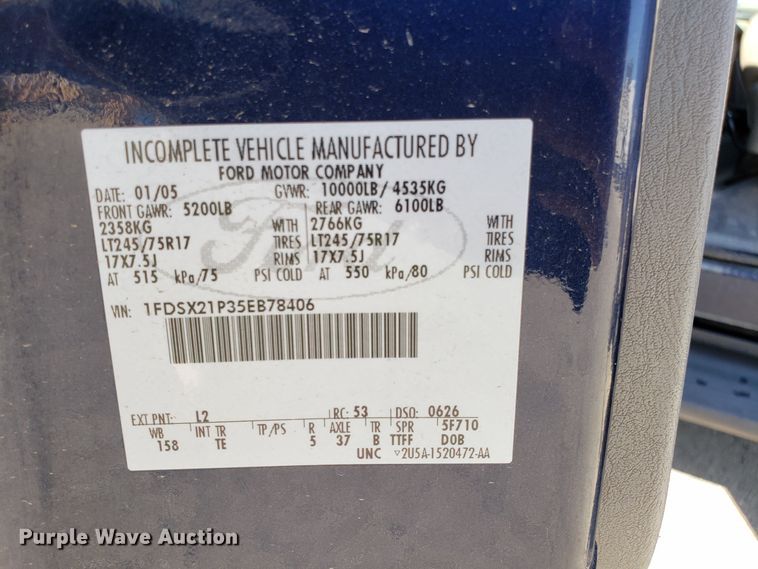 INCOMPLETE VEHICLE MANUFACTURED BY
FORD MOTOR COMPANY
DATE: 01/05 GVWR: 10000LB/ 4535KG
FRONT GAWR: 5200LB REAR GAWR: 6100LB
2358KG WITH 2766KG WITH
LT245/75R17 TIRES LT245/75R17 TIRES
17X7.5J RIMS 17X7.5J RIMS
AT 515 kPa/75 PSI COLD AT 550 kPa/80 PSI COLD
Ford
VIN: 1FDSX21P35EB78406
EXT PNT: L2 RC: 53 DSO: 0626
WB INT TR TP/PS R AXLE TR SPR 5F710
158 TE 5 37 B TTFF DOB
UNC ▽2U5A-1520472-AA
Purple Wave Auction